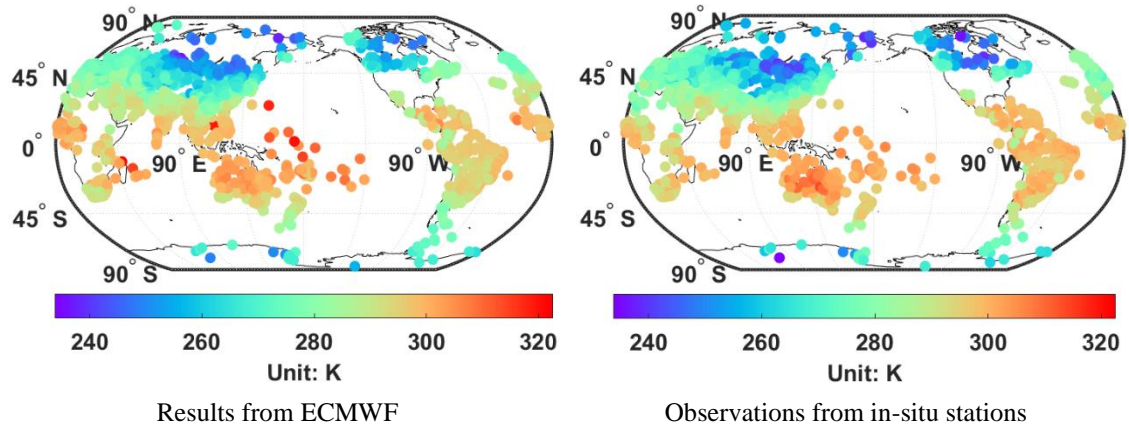 90° N 90° N
45° N 45° N
0° 90° E 90° W 0° 90° E 90° W
45° S 45° S
90° S 90° S
240 260 280 300 320 240 260 280 300 320
Unit: K Unit: K
Results from ECMWF Observations from in-situ stations